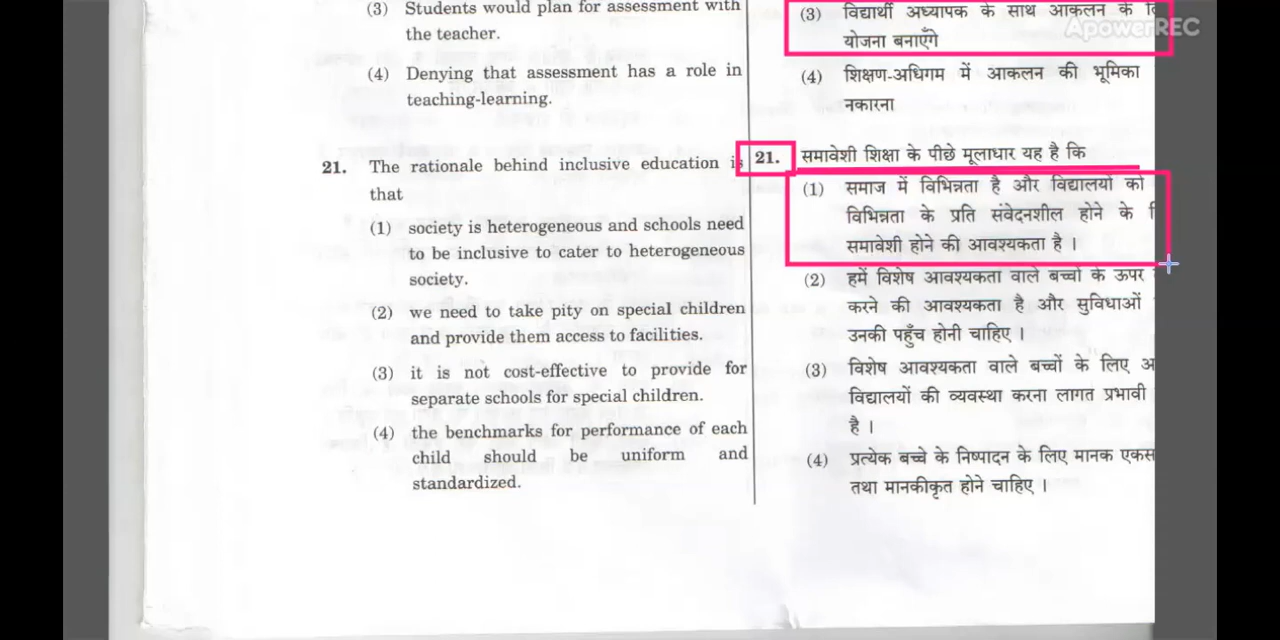 (3) Students would plan for assessment with
the teacher.
(4) Denying that assessment has a role in
teaching-learning.
21. The rationale behind inclusive education is
that
(1) society is heterogeneous and schools need
to be inclusive to cater to heterogeneous
society.
(2) we need to take pity on special children
and provide them access to facilities.
(3) it is not cost-effective to provide for
separate schools for special children.
(4) the benchmarks for performance of each
child should be uniform and
standardized.
(3) विद्यार्थी अध्यापक के साथ आकलन के
योजना बनाएँगे
(4) शिक्षण-अधिगम में आकलन की भूमिका
नकारना
21. समावेशी शिक्षा के पीछे मूलाधार यह है कि
(1) समाज में विभिन्नता है और विद्यालयों को
विभिन्नता के प्रति संवेदनशील होने के
समावेशी होने की आवश्यकता है ।
(2) हमें विशेष आवश्यकता वाले बच्चों के ऊपर
करने की आवश्यकता है और सुविधाओं
उनकी पहुँच होनी चाहिए ।
(3) विशेष आवश्यकता वाले बच्चों के लिए अ
विद्यालयों की व्यवस्था करना लागत प्रभावी
है ।
(4) प्रत्येक बच्चे के निष्पादन के लिए मानक एकस
तथा मानकीकृत होने चाहिए ।
ApowerREC